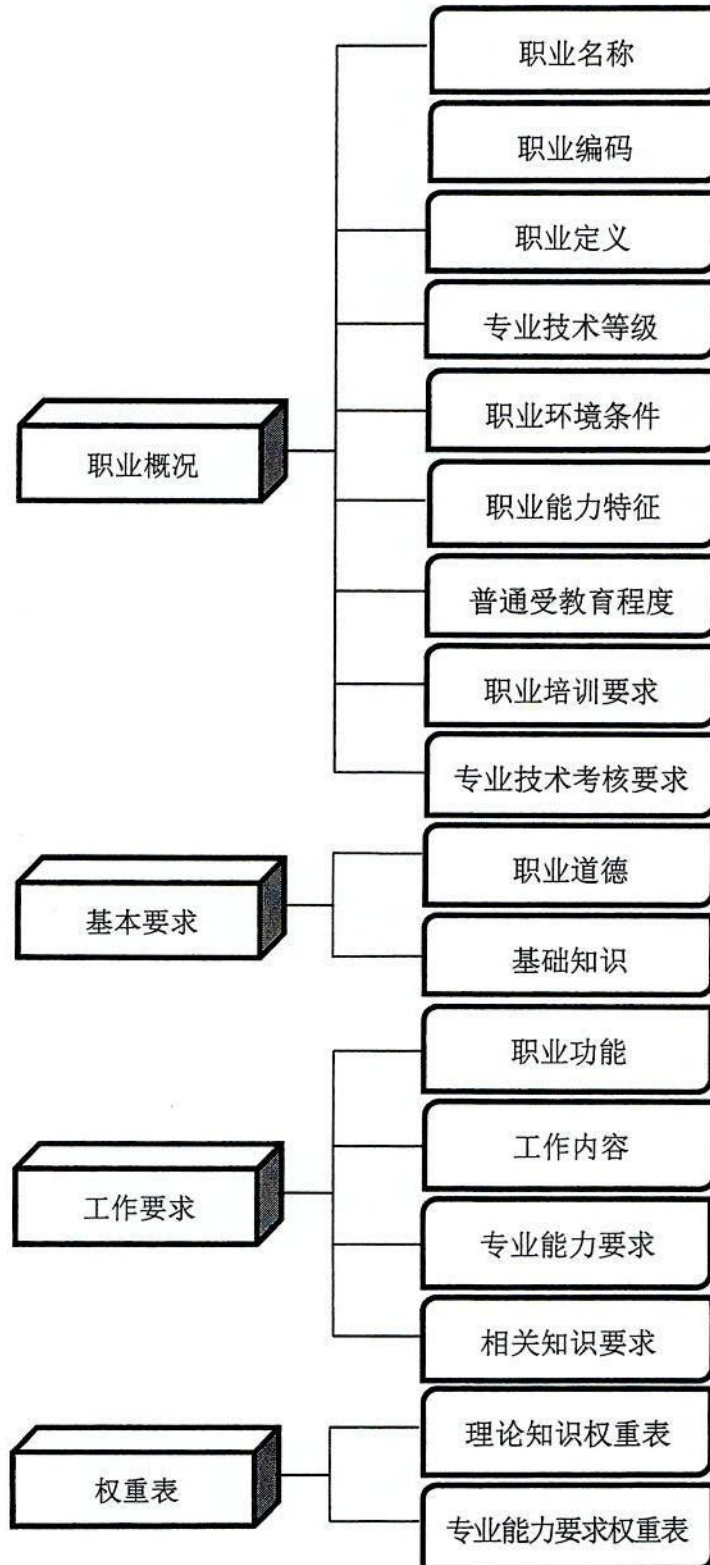 职业概况
职业名称
职业编码
职业定义
专业技术等级
职业环境条件
职业能力特征
普通受教育程度
职业培训要求
专业技术考核要求
基本要求
职业道德
基础知识
工作要求
职业功能
工作内容
专业能力要求
相关知识要求
权重表
理论知识权重表
专业能力要求权重表